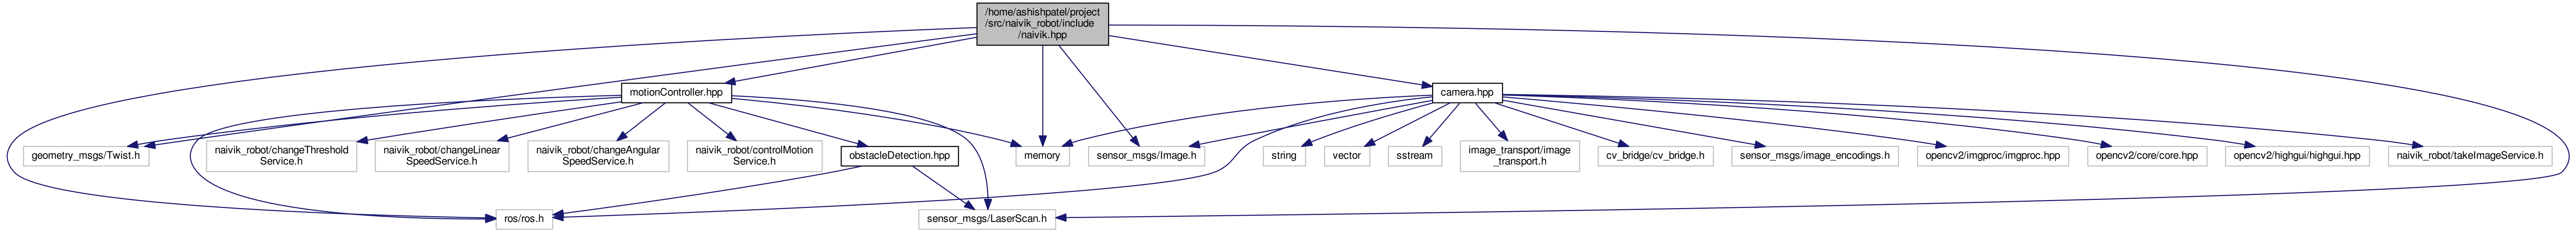 /home/ashishpatel/project
/src/naivik_robot/include
/naivik.hpp
motionController.hpp
camera.hpp
geometry_msgs/Twist.h
naivik_robot/changeThreshold
Service.h
naivik_robot/changeLinear
SpeedService.h
naivik_robot/changeAngular
SpeedService.h
naivik_robot/controlMotion
Service.h
obstacleDetection.hpp
memory
sensor_msgs/Image.h
string
vector
sstream
image_transport/image
_transport.h
cv_bridge/cv_bridge.h
sensor_msgs/image_encodings.h
opencv2/imgproc/imgproc.hpp
opencv2/core/core.hpp
opencv2/highgui/highgui.hpp
naivik_robot/takeImageService.h
ros/ros.h
sensor_msgs/LaserScan.h